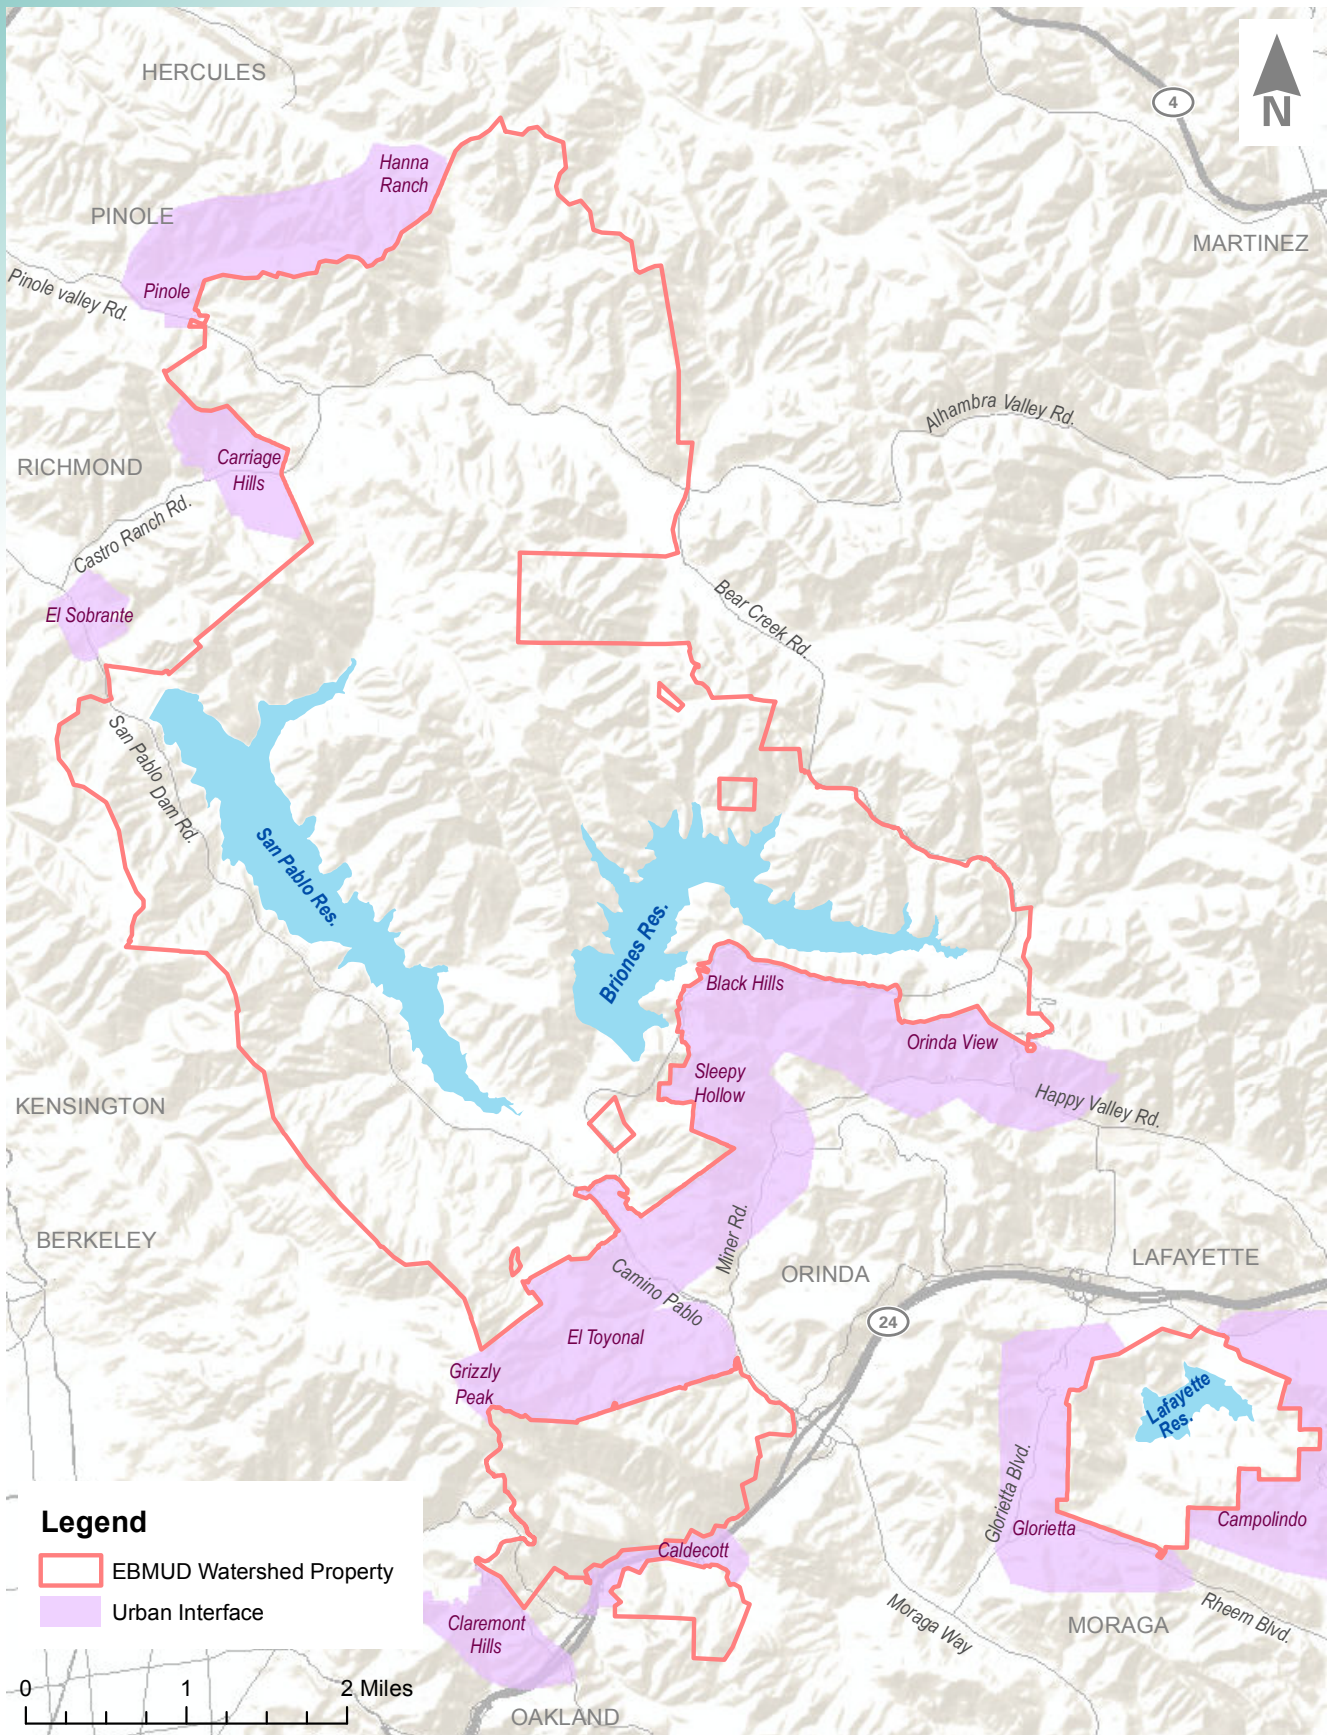 HERCULES
4
N
Hanna
Ranch
PINOLE
MARTINEZ
Pinole valley Rd.
Pinole
Alhambra Valley Rd.
RICHMOND
Carriage
Hills
Castro Ranch Rd.
El Sobrante
Bear Creek Rd.
San Pablo Dam Rd.
San Pablo Res.
Briones Res.
Black Hills
Orinda View
Sleepy
Hollow
KENSINGTON
Happy Valley Rd.
BERKELEY
Miner Rd.
LAFAYETTE
Camino Pablo
ORINDA
24
El Toyonal
Grizzly
Peak
Lafayette
Res.
Glorietta Blvd.
Glorietta
Campolindo
Caldecott
Claremont
Hills
Moraga Way
MORAGA
Rheem Blvd.
OAKLAND
Legend
EBMUD Watershed Property
Urban Interface
0 1 2 Miles